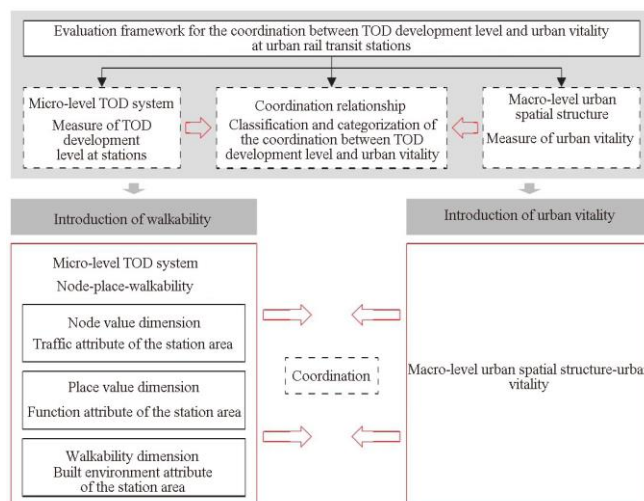 Evaluation framework for the coordination between TOD development level and urban vitality
at urban rail transit stations
Micro-level TOD system
Measure of TOD
development
level at stations
Coordination relationship
Classification and categorization of
the coordination between TOD
development level and urban vitality
Macro-level urban
spatial structure
Measure of urban vitality
Introduction of walkability
Introduction of urban vitality
Micro-level TOD system
Node-place-walkability
Node value dimension
Traffic attribute of the station area
Place value dimension
Function attribute of the station area
Walkability dimension
Built environment attribute
of the station area
Coordination
Macro-level urban spatial structure-urban
vitality